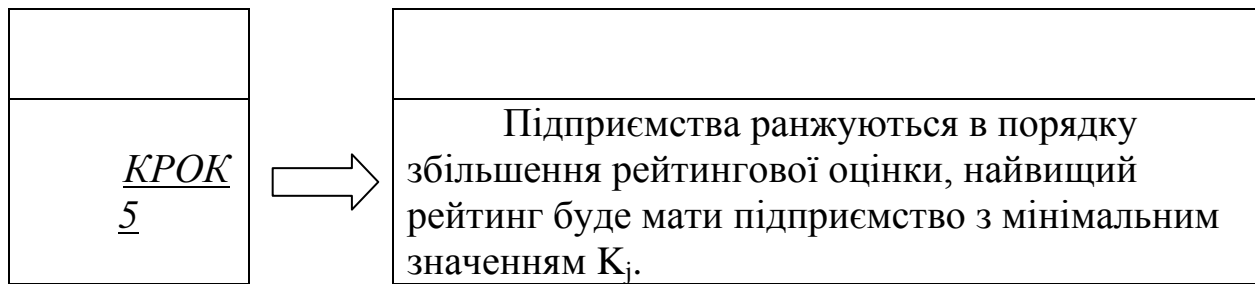 КРОК
5
Підприємства ранжуються в порядку
збільшення рейтингової оцінки, найвищий
рейтинг буде мати підприємство з мінімальним
значенням Kj.